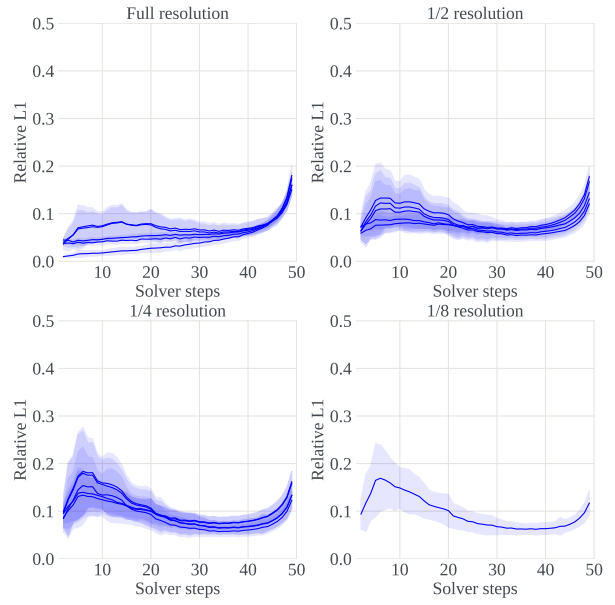 Full resolution
0.5
0.4
0.3
0.2
0.1
0.0
Relative L1
10 20 30 40 50
Solver steps
1/2 resolution
0.5
0.4
0.3
0.2
0.1
0.0
Relative L1
10 20 30 40 50
Solver steps
1/4 resolution
0.5
0.4
0.3
0.2
0.1
0.0
Relative L1
10 20 30 40 50
Solver steps
1/8 resolution
0.5
0.4
0.3
0.2
0.1
0.0
Relative L1
10 20 30 40 50
Solver steps